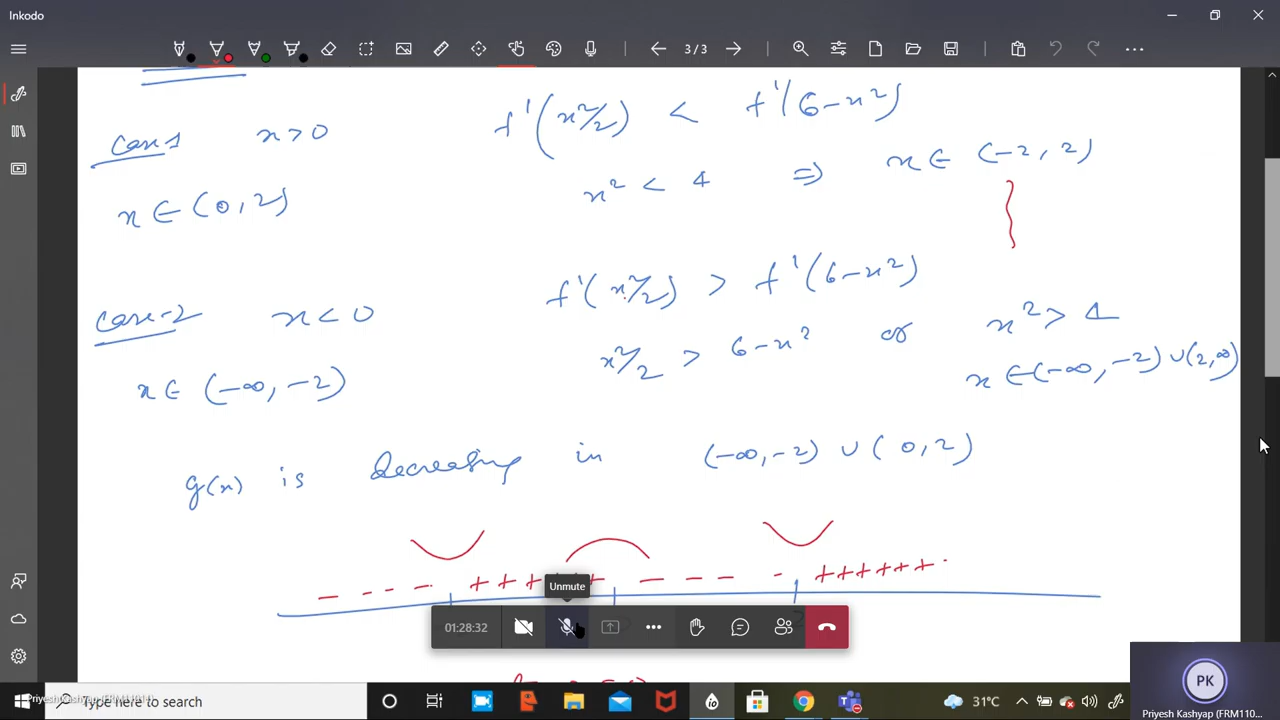 Inkodo
3/3
Case 1 x > 0 f'(x²/2) < f'(6-x²)
x ∈ (0, 2) x² < 4 ⇒ x ∈ (-2, 2)
f'(x²/2) > f'(6-x²)
Case-2 x < 0 x²/2 > 6-x² or x² > 4
x ∈ (-∞, -2) x ∈ (-∞, -2) ∪ (2, ∞)
g(x) is decreasing in (-∞, -2) ∪ (0, 2)
Unmute
01:28:32
PK
Type here to search
31°C
Priyesh Kashyap (FRM110...